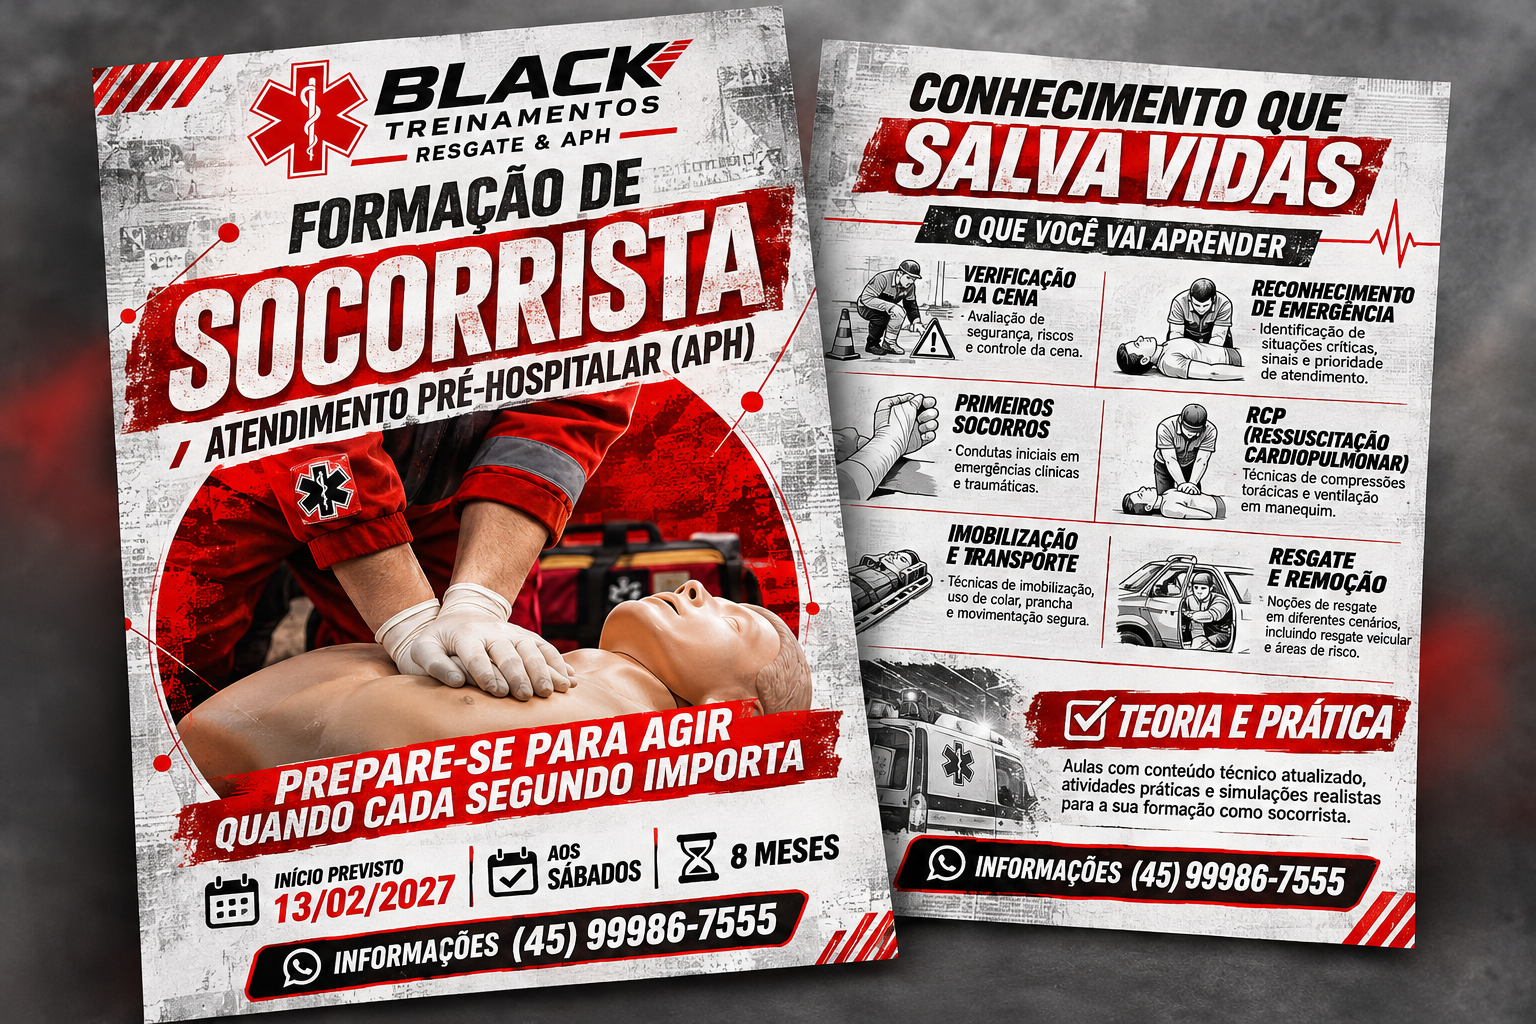 BLACK
TREINAMENTOS
RESGATE & APH
FORMAÇÃO DE
SOCORRISTA
ATENDIMENTO PRÉ-HOSPITALAR (APH)
PREPARE-SE PARA AGIR
QUANDO CADA SEGUNDO IMPORTA
INÍCIO PREVISTO
13/02/2027
AOS
SÁBADOS
8 MESES
INFORMAÇÕES (45) 99986-7555
CONHECIMENTO QUE
SALVA VIDAS
O QUE VOCÊ VAI APRENDER
VERIFICAÇÃO
DA CENA
- Avaliação de
segurança, riscos
e controle da cena.
RECONHECIMENTO
DE EMERGÊNCIA
- Identificação de
situações críticas,
sinais e prioridade
de atendimento.
PRIMEIROS
SOCORROS
- Condutas iniciais em
emergências clínicas
e traumáticas.
RCP
(RESSUSCITAÇÃO
CARDIOPULMONAR)
Técnicas de compressões
torácicas e ventilação
em manequim.
IMOBILIZAÇÃO
E TRANSPORTE
- Técnicas de imobilização,
uso de colar, prancha
e movimentação segura.
RESGATE
E REMOÇÃO
Noções de resgate
em diferentes cenários,
incluindo resgate veicular
e áreas de risco.
TEORIA E PRÁTICA
Aulas com conteúdo técnico atualizado,
atividades práticas e simulações realistas
para a sua formação como socorrista.
INFORMAÇÕES (45) 99986-7555